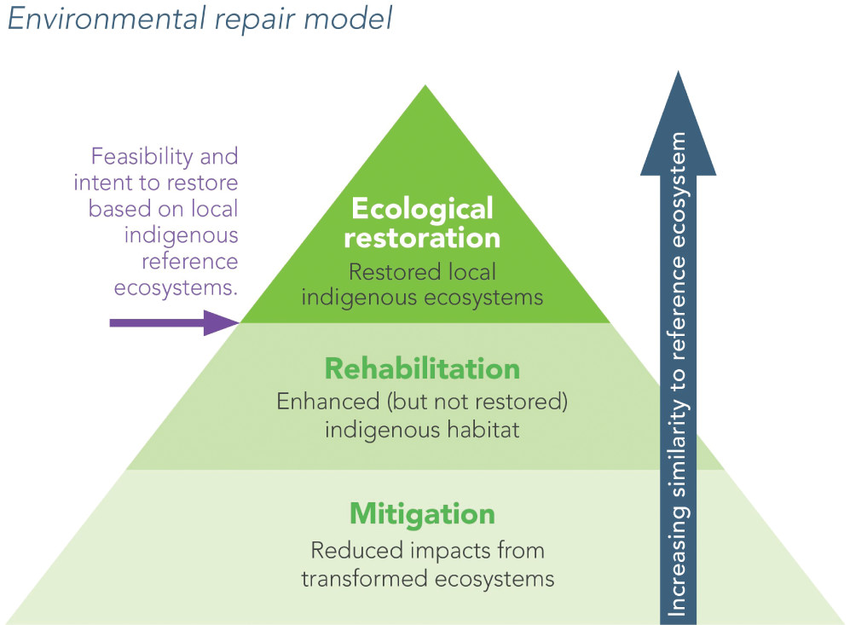 Environmental repair model
Feasibility and
intent to restore
based on local
indigenous
reference
ecosystems.
Ecological
restoration
Restored local
indigenous ecosystems
Rehabilitation
Enhanced (but not restored)
indigenous habitat
Mitigation
Reduced impacts from
transformed ecosystems
Increasing similarity to reference ecosystem